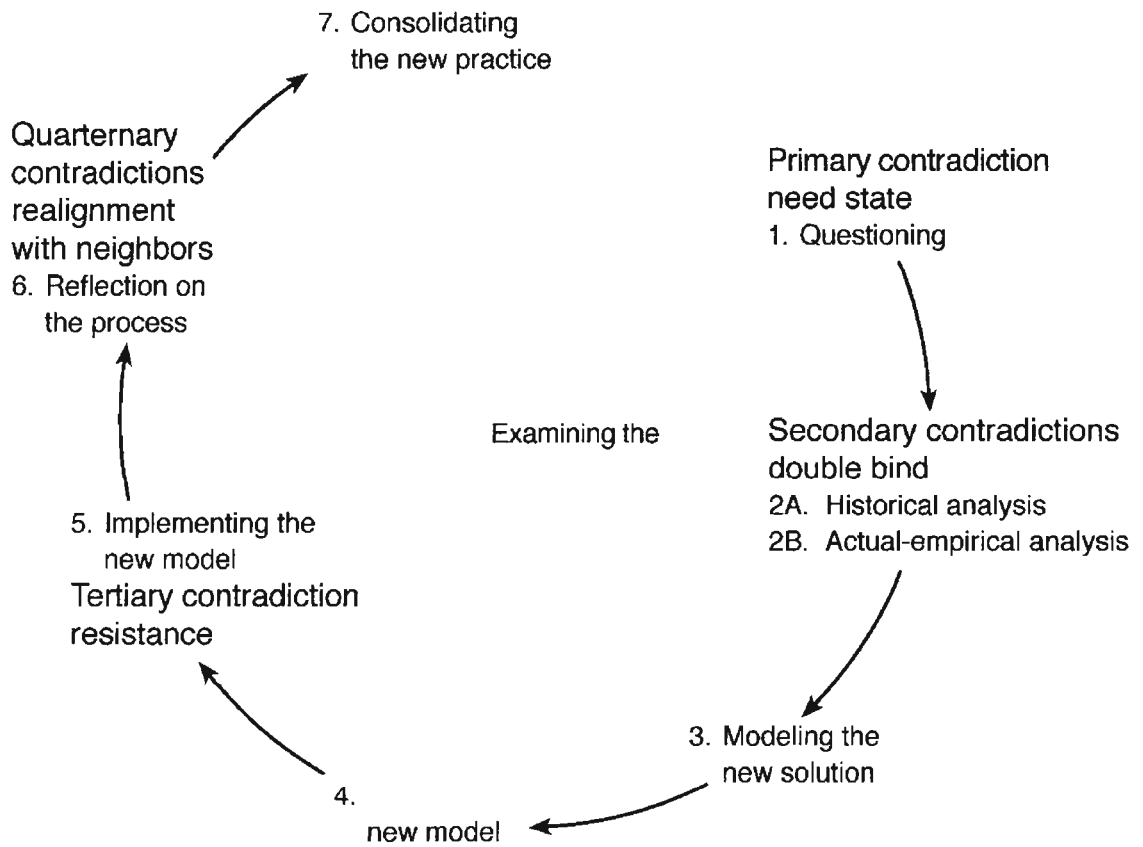 7. Consolidating
the new practice
Quarternary
contradictions
realignment
with neighbors
6. Reflection on
the process
Primary contradiction
need state
1. Questioning
Examining the
Secondary contradictions
double bind
2A. Historical analysis
2B. Actual-empirical analysis
5. Implementing the
new model
Tertiary contradiction
resistance
3. Modeling the
new solution
4.
new model